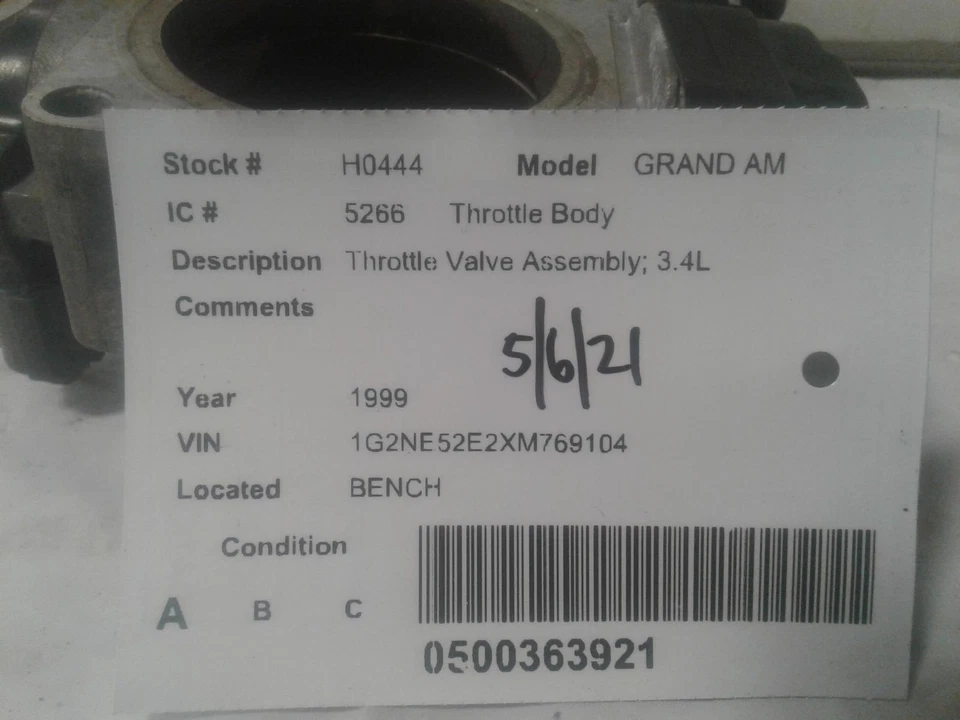 Stock # H0444 Model GRAND AM
IC # 5266 Throttle Body
Description Throttle Valve Assembly; 3.4L
Comments
5/6/21
Year 1999
VIN 1G2NE52E2XM769104
Located BENCH
Condition
A B C
0500363921